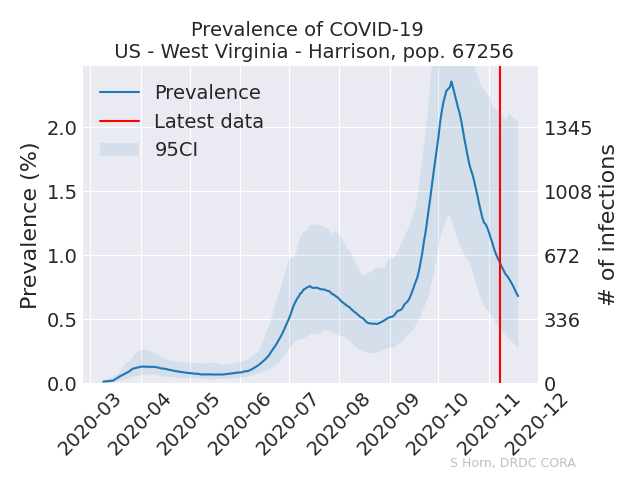 Prevalence of COVID-19
US - West Virginia - Harrison, pop. 67256
Prevalence
Latest data
95CI
Prevalence (%)
2.0
1.5
1.0
0.5
0.0
1345
1008
672
336
0
# of infections
2020-03
2020-04
2020-05
2020-06
2020-07
2020-08
2020-09
2020-10
2020-11
2020-12
S Horn, DRDC CORA